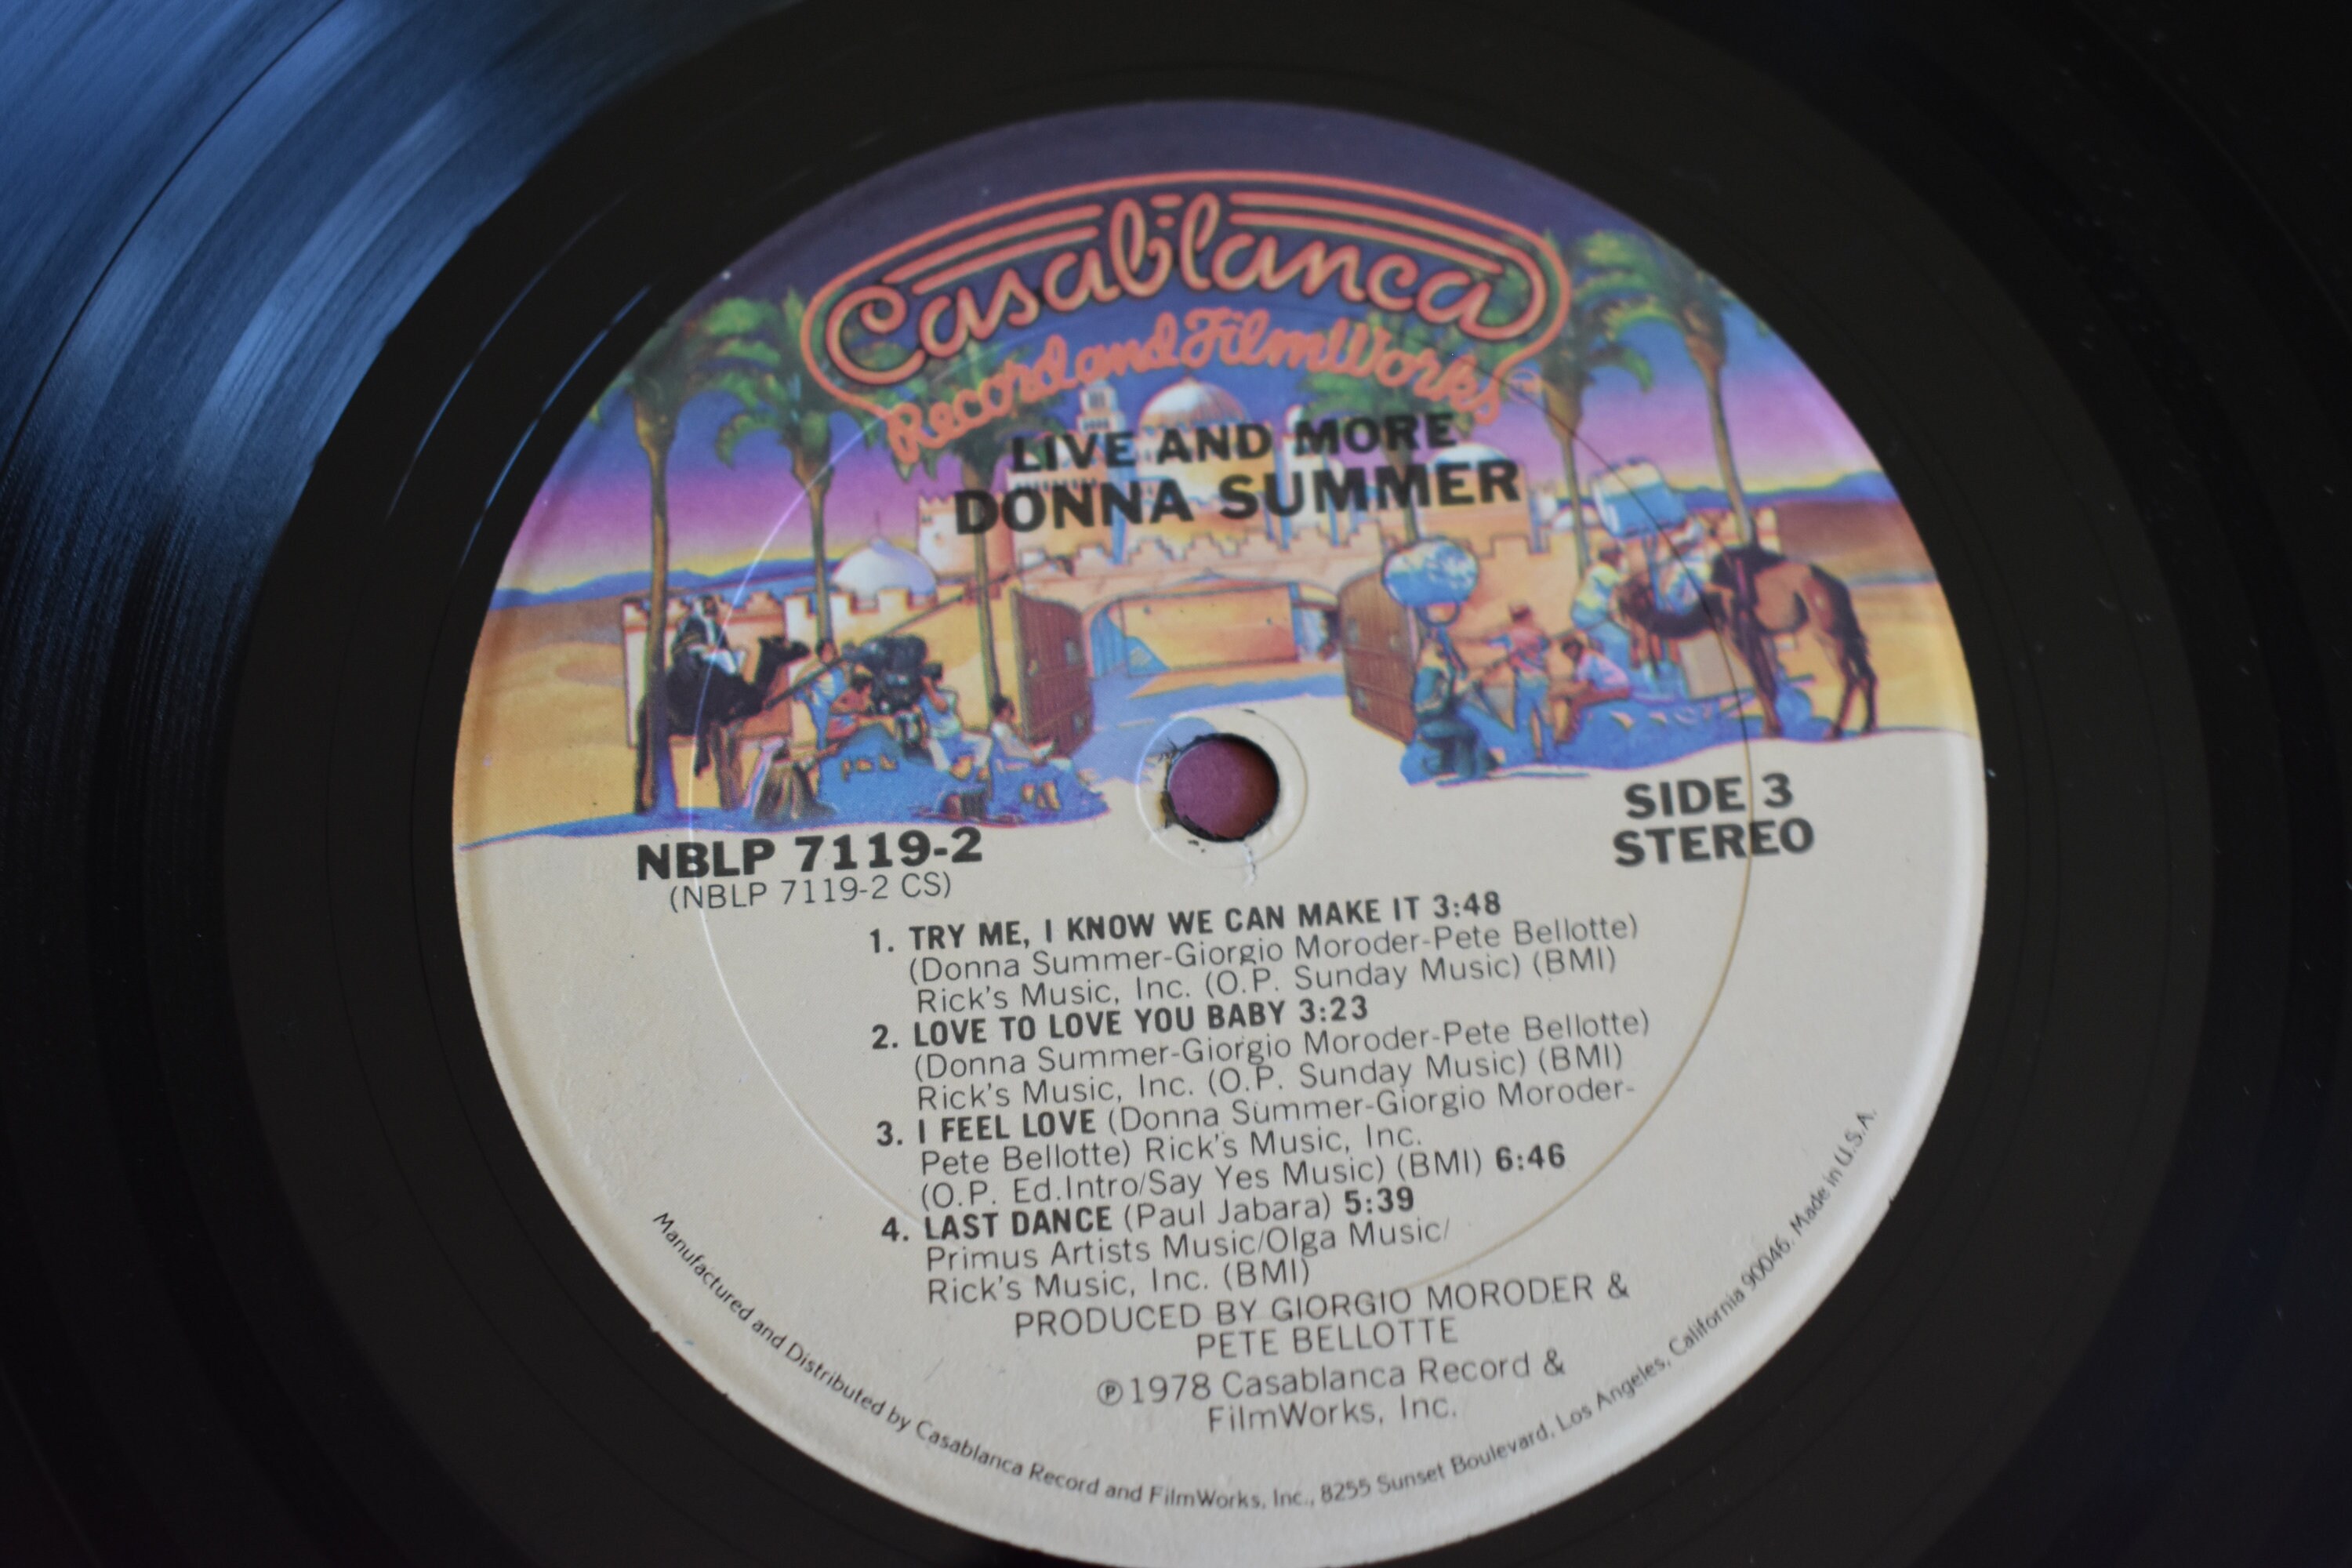 Casablanca
Record and FilmWorks
LIVE AND MORE
DONNA SUMMER
SIDE 3
STEREO
NBLP 7119-2
(NBLP 7119-2 CS)
1. TRY ME, I KNOW WE CAN MAKE IT 3:48
(Donna Summer-Giorgio Moroder-Pete Bellotte)
Rick's Music, Inc. (O.P. Sunday Music) (BMI)
2. LOVE TO LOVE YOU BABY 3:23
(Donna Summer-Giorgio Moroder-Pete Bellotte)
Rick's Music, Inc. (O.P. Sunday Music) (BMI)
3. I FEEL LOVE (Donna Summer-Giorgio Moroder-
Pete Bellotte) Rick's Music, Inc.
(O.P. Ed.Intro/Say Yes Music) (BMI) 6:46
4. LAST DANCE (Paul Jabara) 5:39
Primus Artists Music/Olga Music/
Rick's Music, Inc. (BMI)
PRODUCED BY GIORGIO MORODER &
PETE BELLOTTE
℗1978 Casablanca Record &
FilmWorks, Inc.
Manufactured and Distributed by Casablanca Record and FilmWorks, Inc., 8255 Sunset Boulevard, Los Angeles, California 90046. Made in U.S.A.